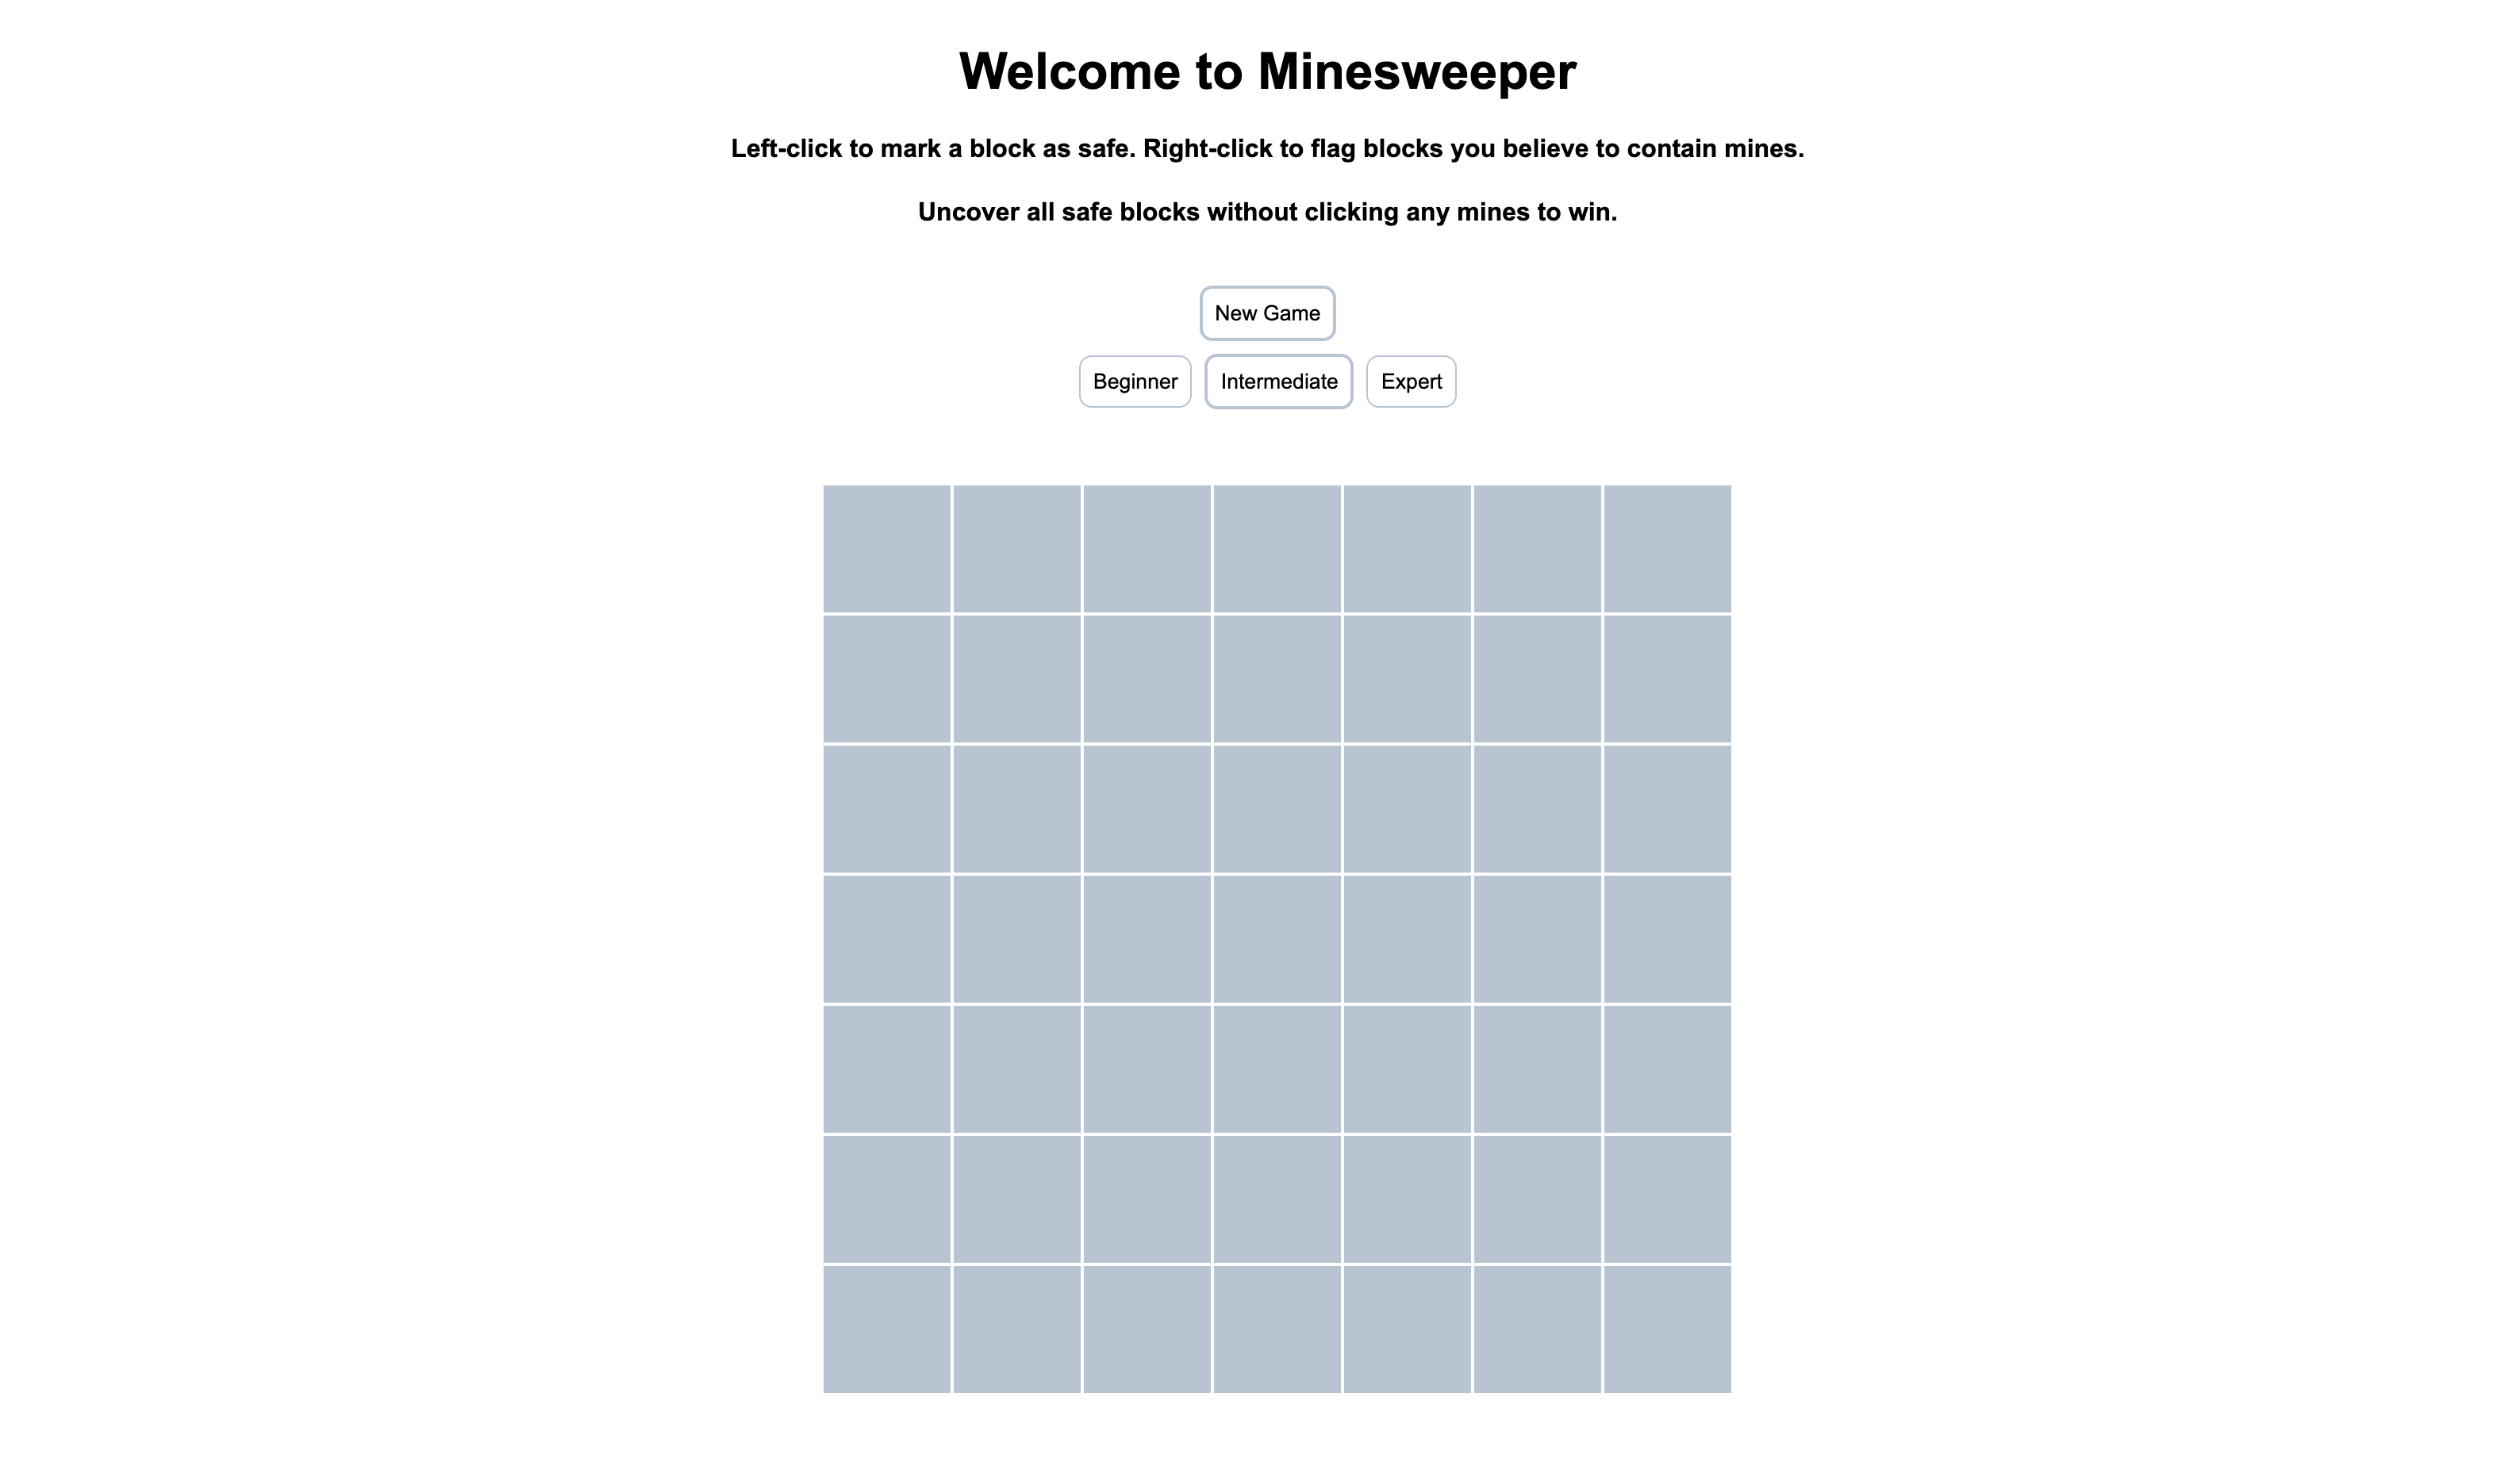 Welcome to Minesweeper
Left-click to mark a block as safe. Right-click to flag blocks you believe to contain mines.
Uncover all safe blocks without clicking any mines to win.
New Game
Beginner Intermediate Expert